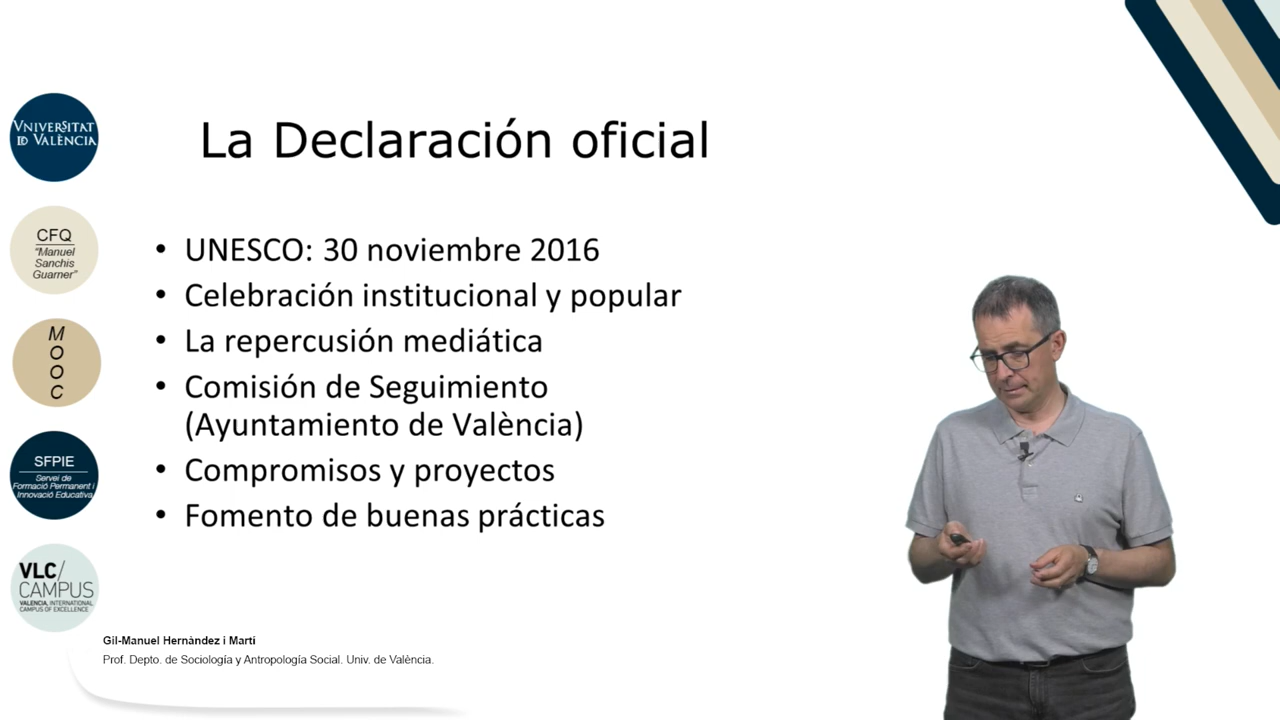 VNIVERSITAT
ID VALÈNCIA
La Declaración oficial
CFQ
"Manuel
Sanchis
Guarner"
• UNESCO: 30 noviembre 2016
• Celebración institucional y popular
• La repercusión mediática
• Comisión de Seguimiento
(Ayuntamiento de València)
• Compromisos y proyectos
• Fomento de buenas prácticas
M
O
O
C
SFPIE
Servei de
Formació Permanent i
Innovació Educativa
VLC/
CAMPUS
VALENCIA, INTERNATIONAL
CAMPUS OF EXCELLENCE
Gil-Manuel Hernàndez i Martí
Prof. Depto. de Sociología y Antropología Social. Univ. de València.